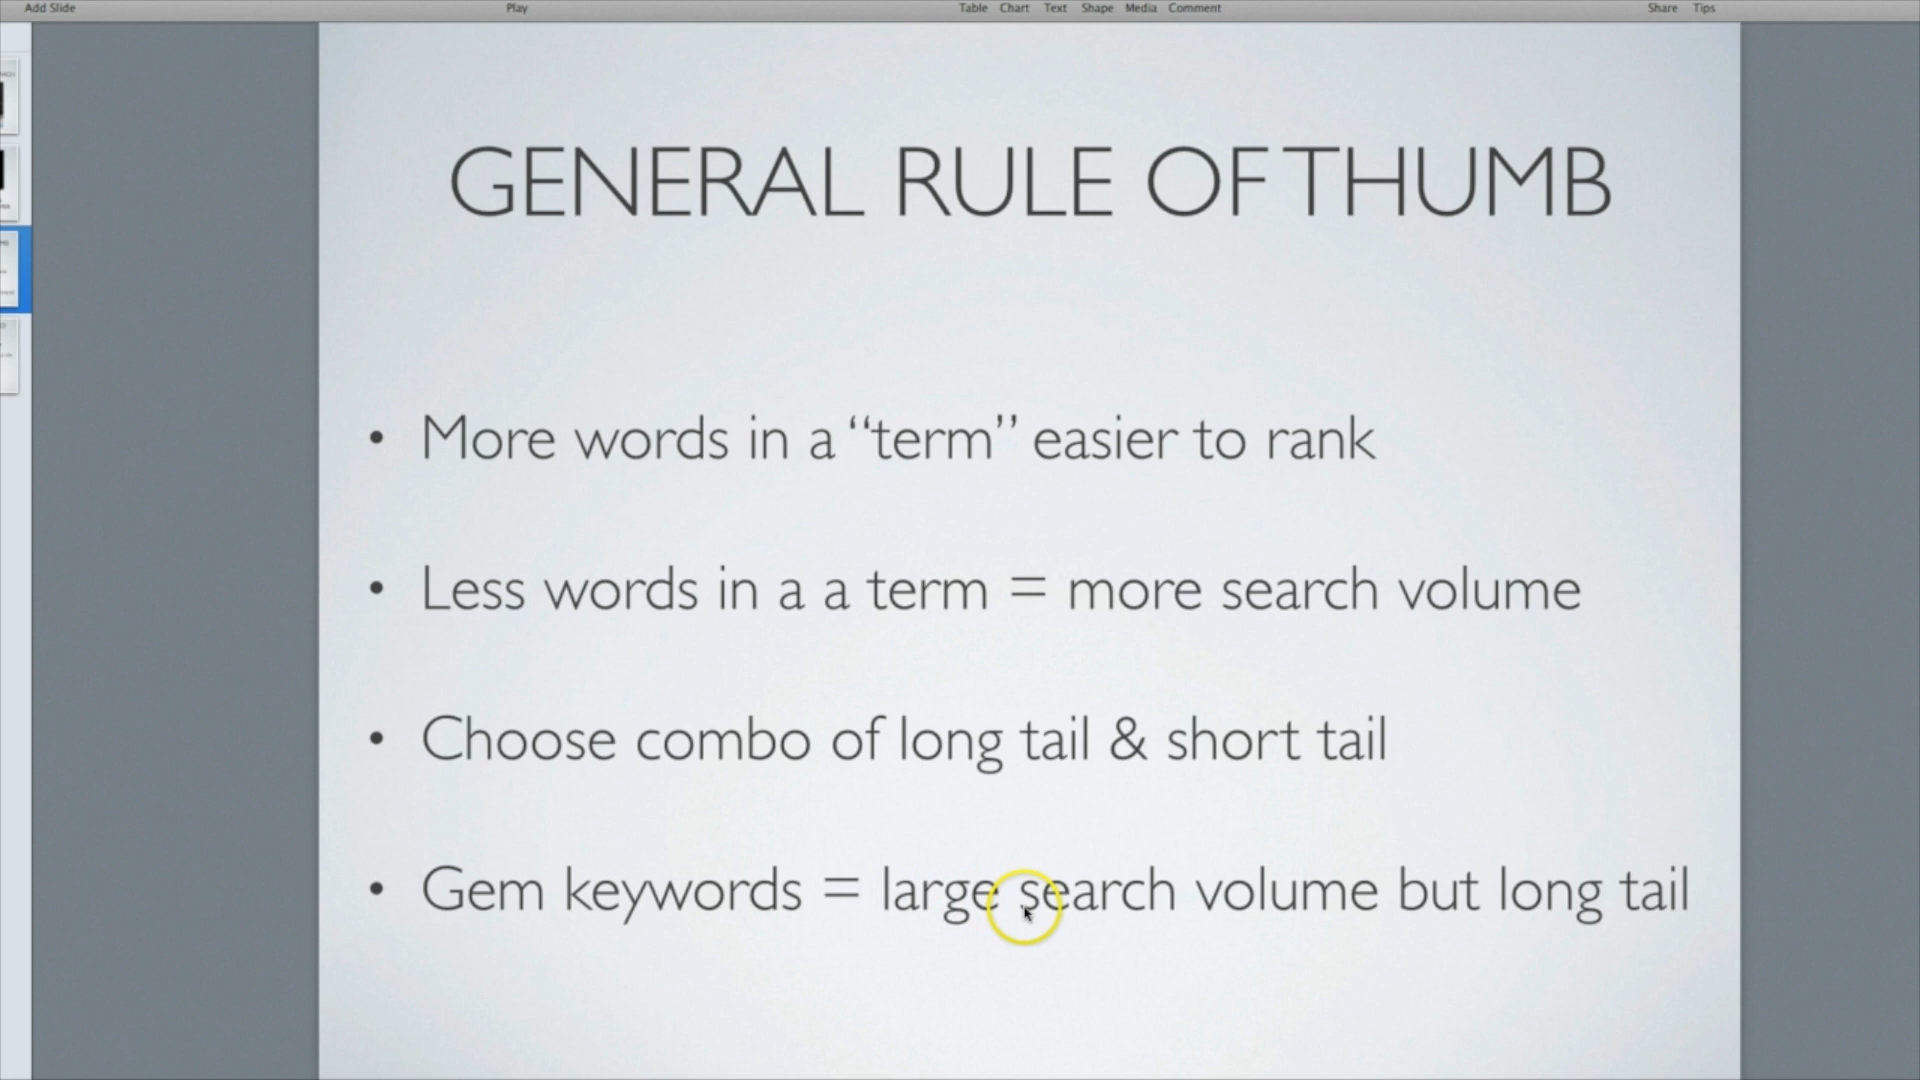 Add Slide Play Table Chart Text Shape Media Comment Share Tips
GENERAL RULE OF THUMB
• More words in a “term” easier to rank
• Less words in a a term = more search volume
• Choose combo of long tail & short tail
• Gem keywords = large search volume but long tail